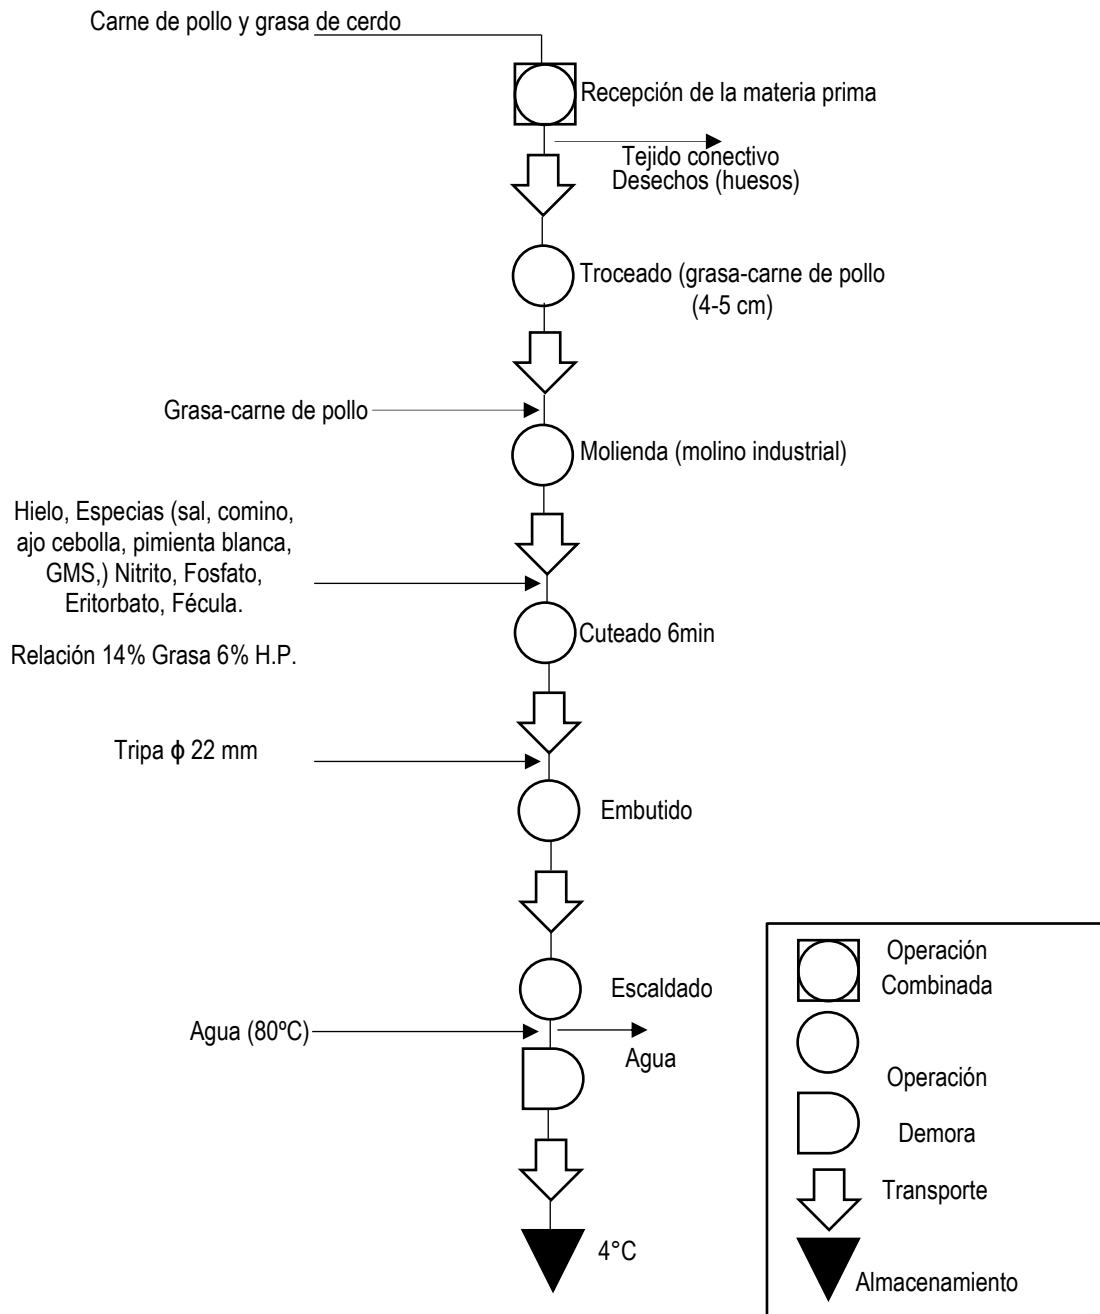 Carne de pollo y grasa de cerdo
Recepción de la materia prima
Tejido conectivo
Desechos (huesos)
Troceado (grasa-carne de pollo
(4-5 cm)
Grasa-carne de pollo
Molienda (molino industrial)
Hielo, Especias (sal, comino,
ajo cebolla, pimienta blanca,
GMS,) Nitrito, Fosfato,
Eritorbato, Fécula.
Cuteado 6min
Relación 14% Grasa 6% H.P.
Tripa ϕ 22 mm
Embutido
Escaldado
Agua (80ºC)
Agua
4°C
Operación
Combinada
Operación
Demora
Transporte
Almacenamiento